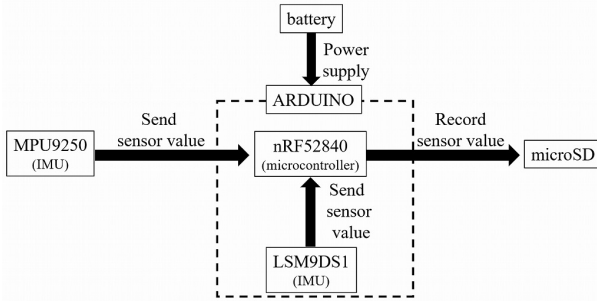 battery
Power
supply
ARDUINO
Send
sensor value
Record
sensor value
MPU9250
(IMU)
nRF52840
(microcontroller)
microSD
Send
sensor
value
LSM9DS1
(IMU)